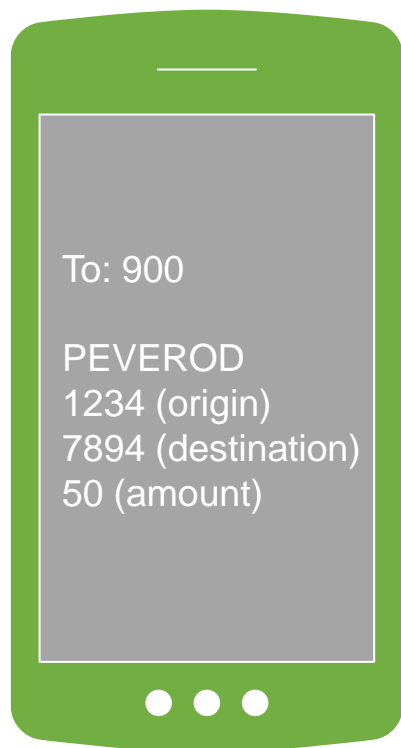 To: 900
PEVEROD
1234 (origin)
7894 (destination)
50 (amount)